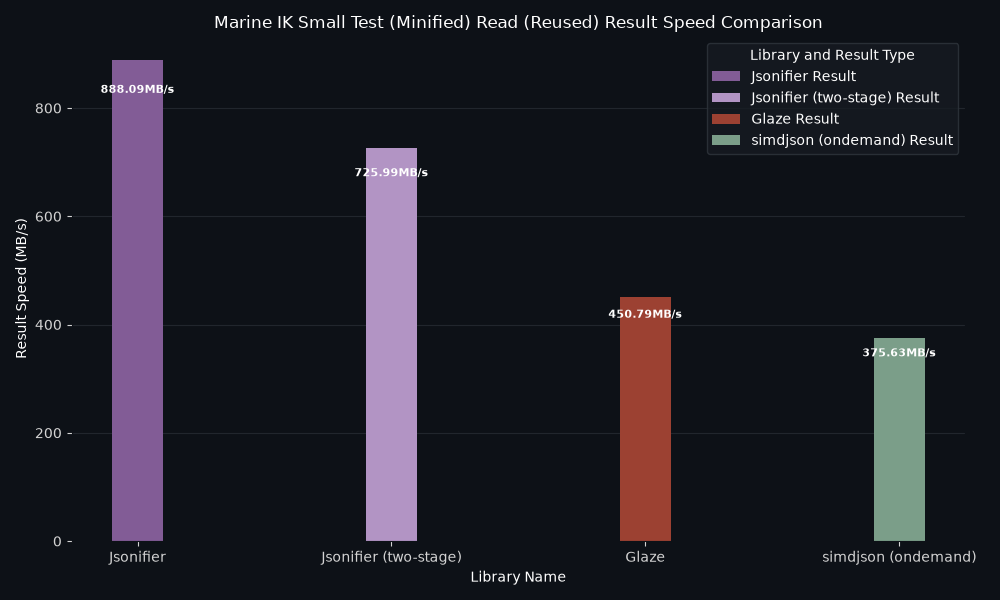 Marine IK Small Test (Minified) Read (Reused) Result Speed Comparison
Library and Result Type
Jsonifier Result
Jsonifier (two-stage) Result
Glaze Result
simdjson (ondemand) Result
888.09MB/s
725.99MB/s
450.79MB/s
375.63MB/s
Result Speed (MB/s)
800
600
400
200
0
Jsonifier
Jsonifier (two-stage)
Glaze
simdjson (ondemand)
Library Name